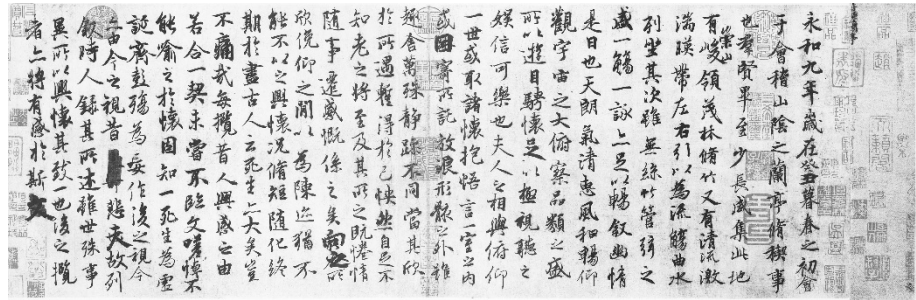 永和九年歲在癸丑暮春之初會
于會稽山陰之蘭亭脩稧事
也羣賢畢至少長咸集此地
有崇山峻領茂林脩竹又有清流激
湍暎帶左右引以為流觴曲水
列坐其次雖無絲竹管弦之
盛一觴一詠亦足以暢敘幽情
是日也天朗氣清惠風和暢仰
觀宇宙之大俯察品類之盛
所以遊目騁懷足以極視聽之
娛信可樂也夫人之相與俯仰
一世或取諸懷抱悟言一室之內
或因寄所託放浪形骸之外雖
趣舍萬殊靜躁不同當其欣
於所遇蹔得於己怏然自足不
知老之將至及其所之既惓情
隨事遷感慨係之矣向之所
欣俛仰之閒以為陳迹猶不
能不以之興懷況脩短隨化終
期於盡古人云死生亦大矣豈
不痛哉每攬昔人興感之由
若合一契未嘗不臨文嗟悼不
能喻之於懷固知一死生為虛
誕齊彭殤為妄作後之視今
亦由今之視昔悲夫故列
敘時人錄其所述雖世殊事
異所以興懷其致一也後之攬
者亦將有感於斯文